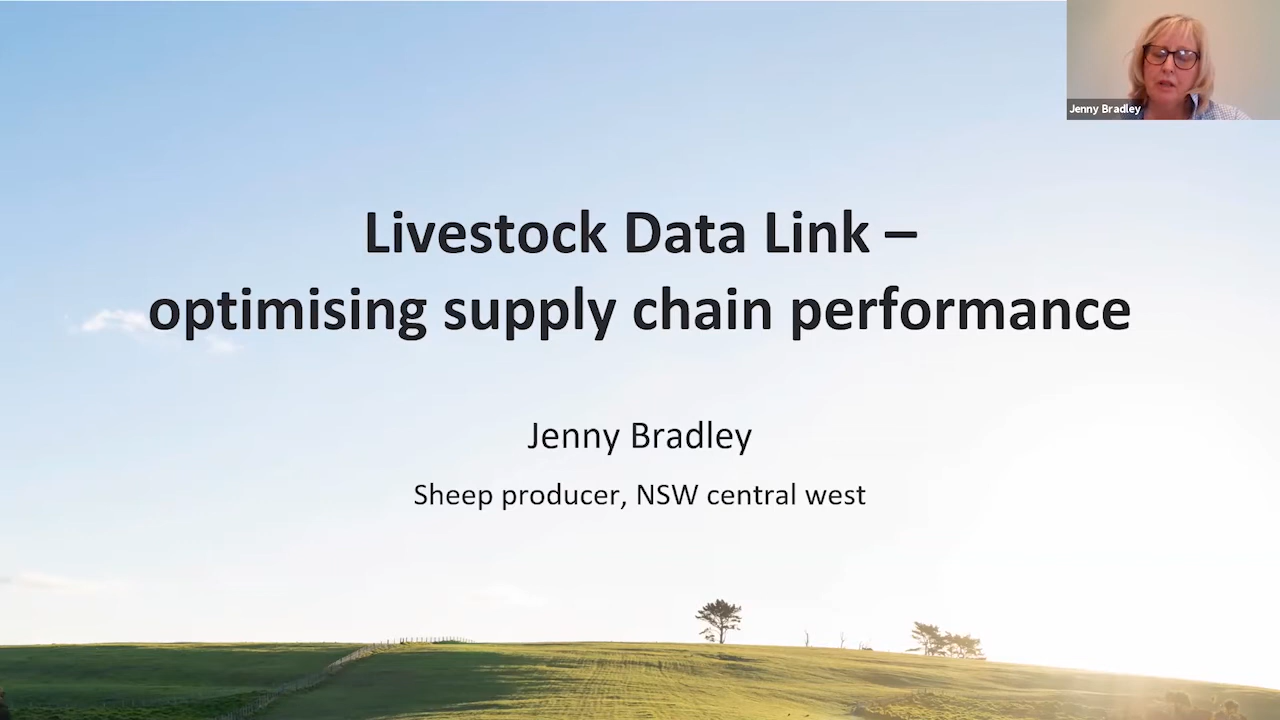 Jenny Bradley
Livestock Data Link –
optimising supply chain performance
Jenny Bradley
Sheep producer, NSW central west